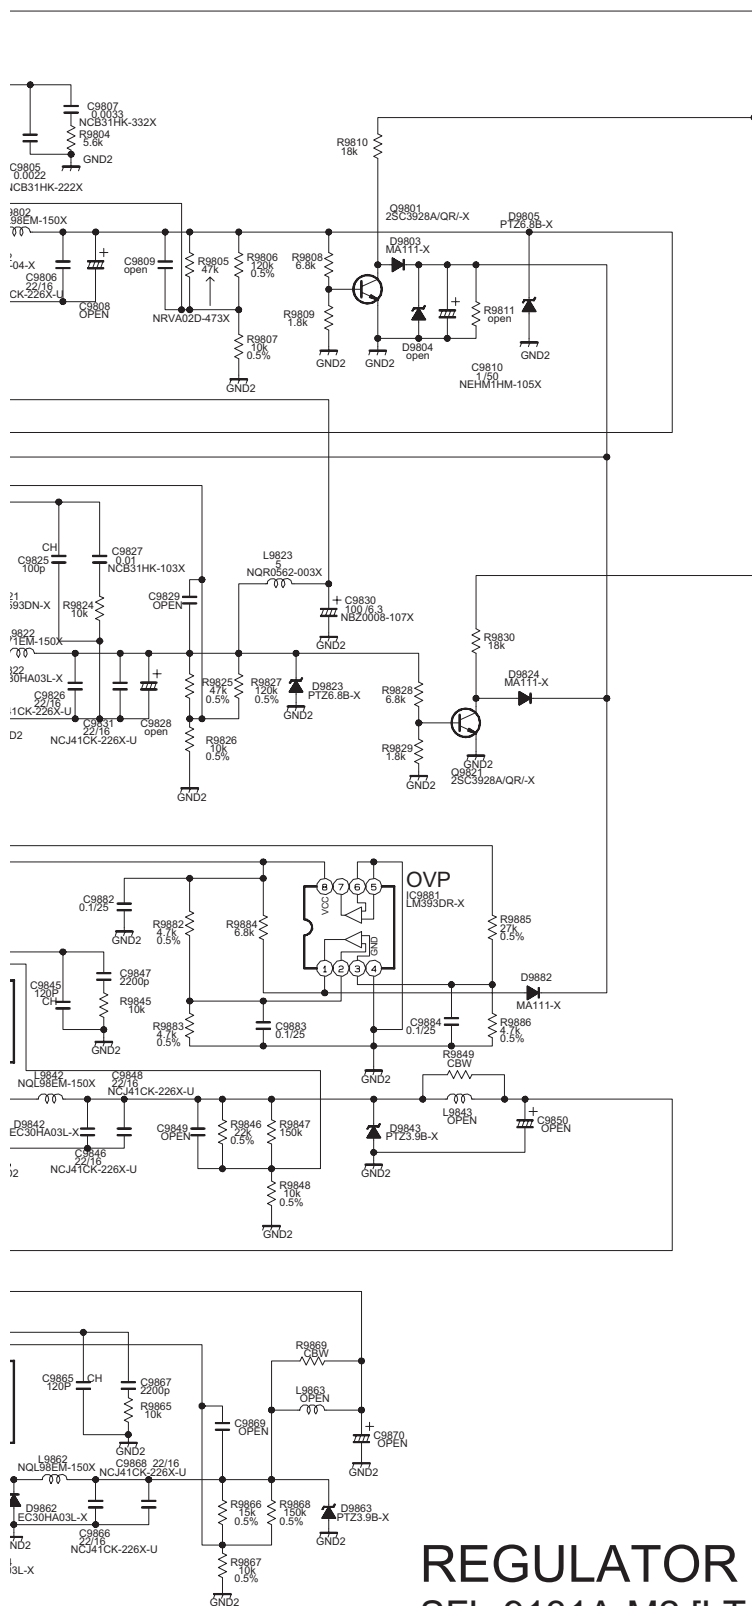 C9807
0.0033
NCB31HK-332X
R9804
5.6k
GND2
C9805
0.0022
R9810
18k
Q9801
2SC3928A/QR/-X
D9803
MA111-X
D9805
PTZ6.8B-X
C9806
22/16
C9808
OPEN
C9809
open
R9805
47k
R9806
120k
0.5%
R9808
6.8k
R9809
1.8k
NRVA02D-473X
R9807
10k
0.5%
GND2
GND2
GND2
D9804
open
R9811
open
C9810
1/50
NEHM1HM-105X
GND2
CH
C9825
100p
C9827
0.01
NCB31HK-103X
R9824
10k
C9829
OPEN
L9823
5
NQR0562-003X
+ C9830
100 /6.3
NBZ0008-107X
GND2
R9830
18k
D9824
MA111-X
C9826
22/16
C9831
22/16
NCJ41CK-226X-U
C9828
open
R9825
47k
0.5%
R9827
120k
0.5%
D9823
PTZ6.8B-X
GND2
R9828
6.8k
R9829
1.8k
GND2
R9826
10k
0.5%
GND2
GND2
Q9821
2SC3928A/QR/-X
C9882
0.1/25
GND2
R9882
4.7k
0.5%
R9884
6.8k
8 7 6 5
VCC
GND
1 2 3 4
OVP
IC9881
LM393DR-X
R9885
27k
0.5%
D9882
MA111-X
C9845
120P
CH
C9847
2200p
R9845
10k
GND2
R9883
4.7k
0.5%
C9883
0.1/25
C9884
0.1/25
R9886
4.7k
0.5%
GND2
L9842
NQL98EM-150X
C9848
22/16
NCJ41CK-226X-U
R9849
CBW
L9843
OPEN
D9842
EC30HA03L-X
C9846
22/16
NCJ41CK-226X-U
C9849
OPEN
R9846
22k
0.5%
R9847
150k
D9843
PTZ3.9B-X
GND2
C9850
OPEN
R9848
10k
0.5%
GND2
C9865
120P
CH
C9867
2200p
R9865
10k
GND2
R9869
CBW
L9863
OPEN
C9869
OPEN
C9870
OPEN
GND2
L9862
NQL98EM-150X
C9868 22/16
NCJ41CK-226X-U
D9862
EC30HA03L-X
C9866
22/16
NCJ41CK-226X-U
R9866
15k
0.5%
R9868
150k
0.5%
D9863
PTZ3.9B-X
GND2
R9867
10k
0.5%
GND2
REGULATOR